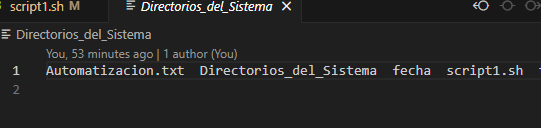 script1.sh M Directorios_del_Sistema
Directorios_del_Sistema
You, 53 minutes ago | 1 author (You)
1 Automatizacion.txt  Directorios_del_Sistema  fecha  script1.sh
2